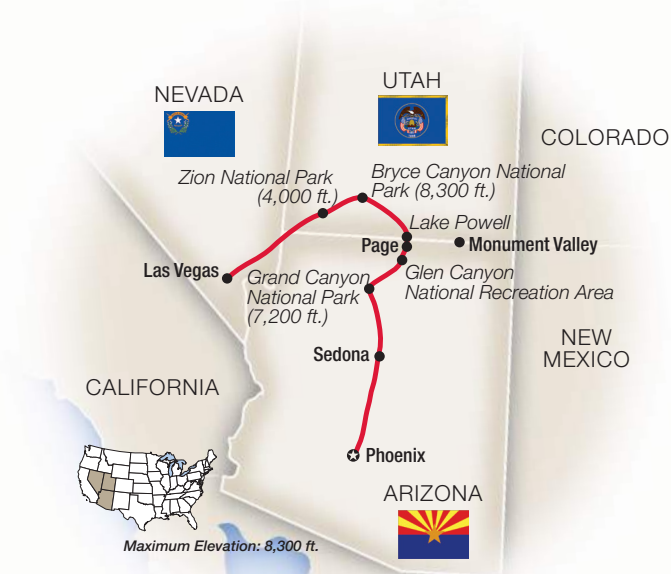 UTAH
NEVADA
COLORADO
Zion National Park
(4,000 ft.)
Bryce Canyon National
Park (8,300 ft.)
Lake Powell
Page
Monument Valley
Las Vegas
Grand Canyon
National Park
(7,200 ft.)
Glen Canyon
National Recreation Area
NEW
MEXICO
Sedona
CALIFORNIA
Phoenix
ARIZONA
Maximum Elevation: 8,300 ft.